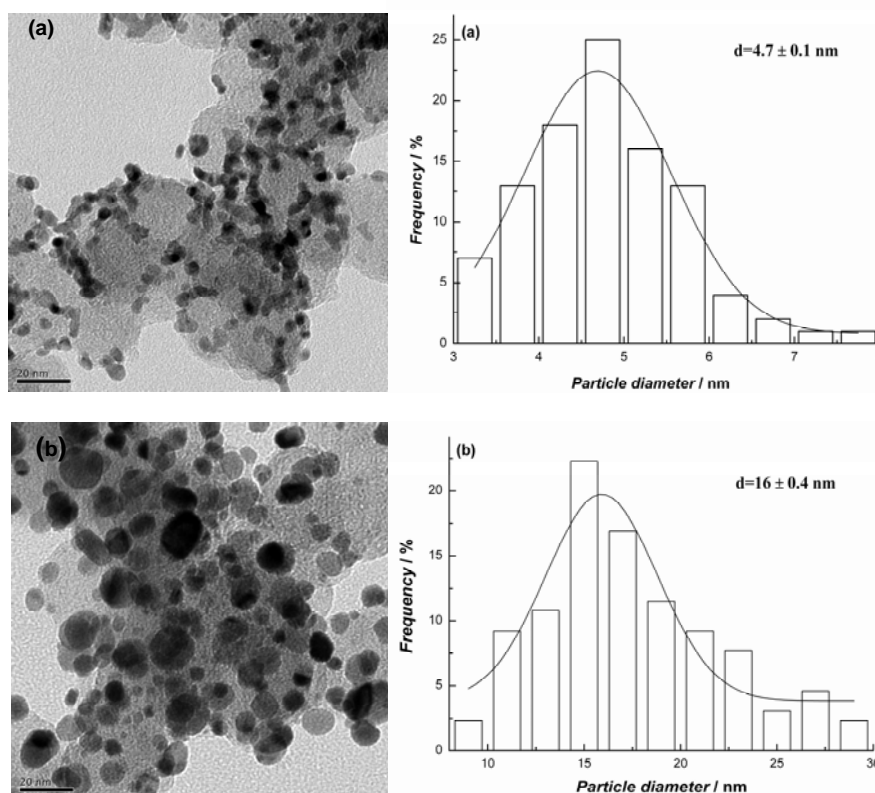 (a)
20 nm
(a)
d=4.7 ± 0.1 nm
Frequency / %
25
20
15
10
5
0
3 4 5 6 7
Particle diameter / nm
(b)
20 nm
(b)
d=16 ± 0.4 nm
Frequency / %
20
15
10
5
0
10 15 20 25 30
Particle diameter / nm